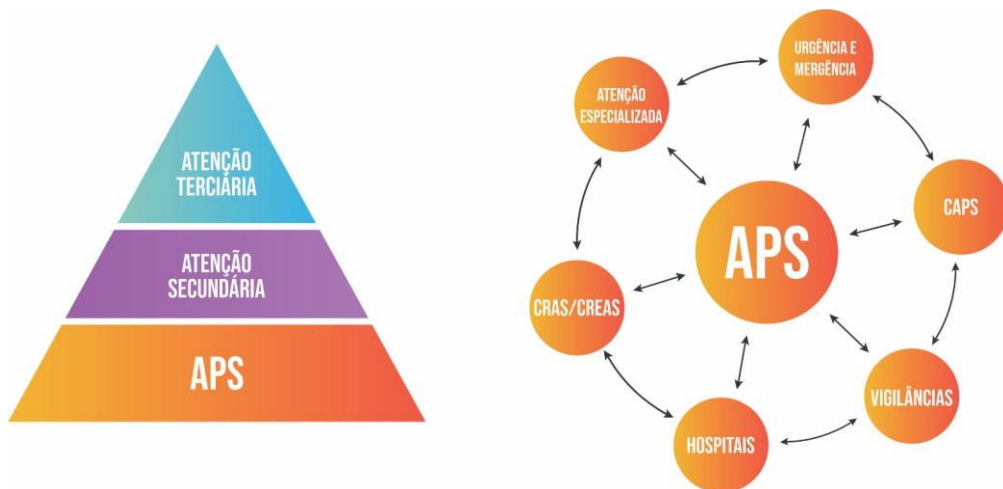 ATENÇÃO
TERCIÁRIA
ATENÇÃO
SECUNDÁRIA
APS
URGÊNCIA E
MERGÊNCIA
ATENÇÃO
ESPECIALIZADA
CAPS
APS
CRAS/CREAS
VIGILÂNCIAS
HOSPITAIS